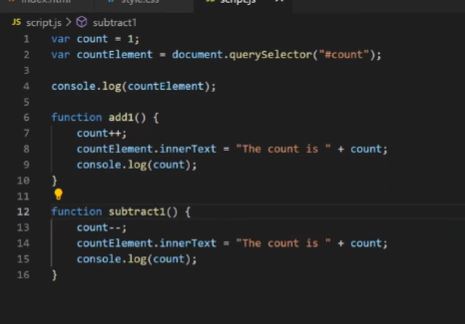 index.html style.css script.js
JS script.js > subtract1
1 var count = 1;
2 var countElement = document.querySelector("#count");
3
4 console.log(countElement);
5
6 function add1() {
7     count++;
8     countElement.innerText = "The count is " + count;
9     console.log(count);
10 }
11
12 function subtract1() {
13     count--;
14     countElement.innerText = "The count is " + count;
15     console.log(count);
16 }